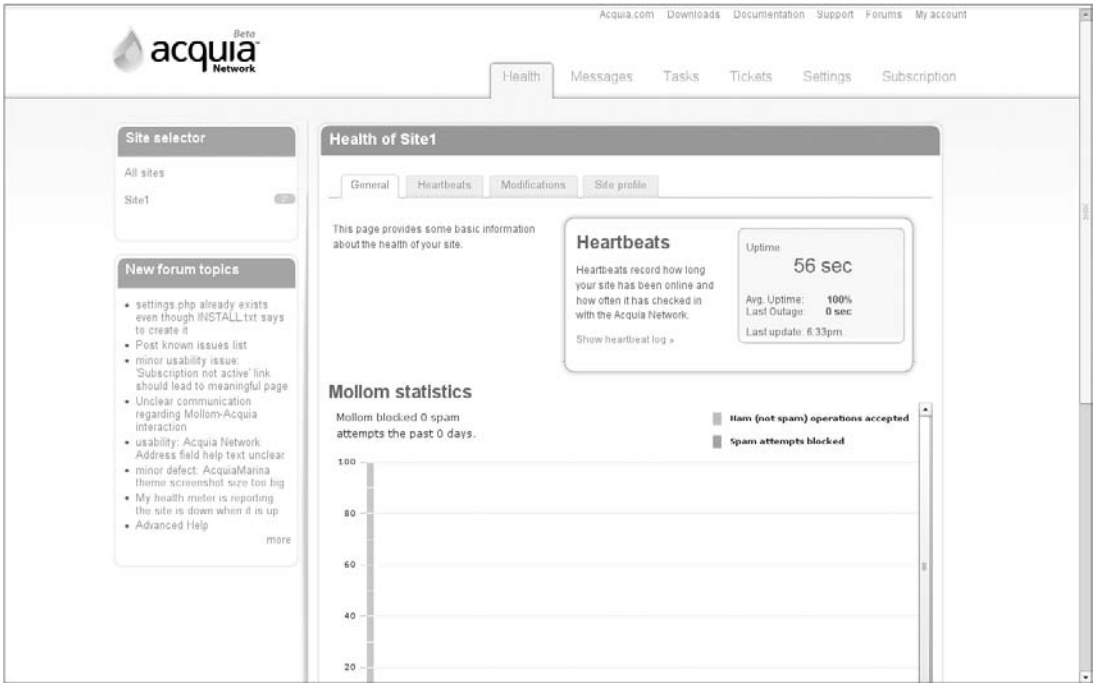 Acquia.com Downloads Documentation Support Forums My account
Beta
acquia
Network
Health Messages Tasks Tickets Settings Subscription
Site selector
All sites
Site1
New forum topics
settings.php already exists
even though INSTALL.txt says
to create it
Post known issues list
minor usability issue:
'Subscription not active' link
should lead to meaningful page
Unclear communication
regarding Mollom-Acquia
interaction
usability: Acquia Network
Address field help text unclear
minor defect: AcquiaMarina
theme screenshot size too big
My health meter is reporting
the site is down when it is up
Advanced Help
more
Health of Site1
General Heartbeats Modifications Site profile
This page provides some basic information
about the health of your site.
Heartbeats
Heartbeats record how long
your site has been online and
how often it has checked in
with the Acquia Network.
Show heartbeat log »
Uptime
56 sec
Avg. Uptime: 100%
Last Outage: 0 sec
Last update: 6:33pm
Mollom statistics
Mollom blocked 0 spam
attempts the past 0 days.
Ham (not spam) operations accepted
Spam attempts blocked
100
80
60
40
20